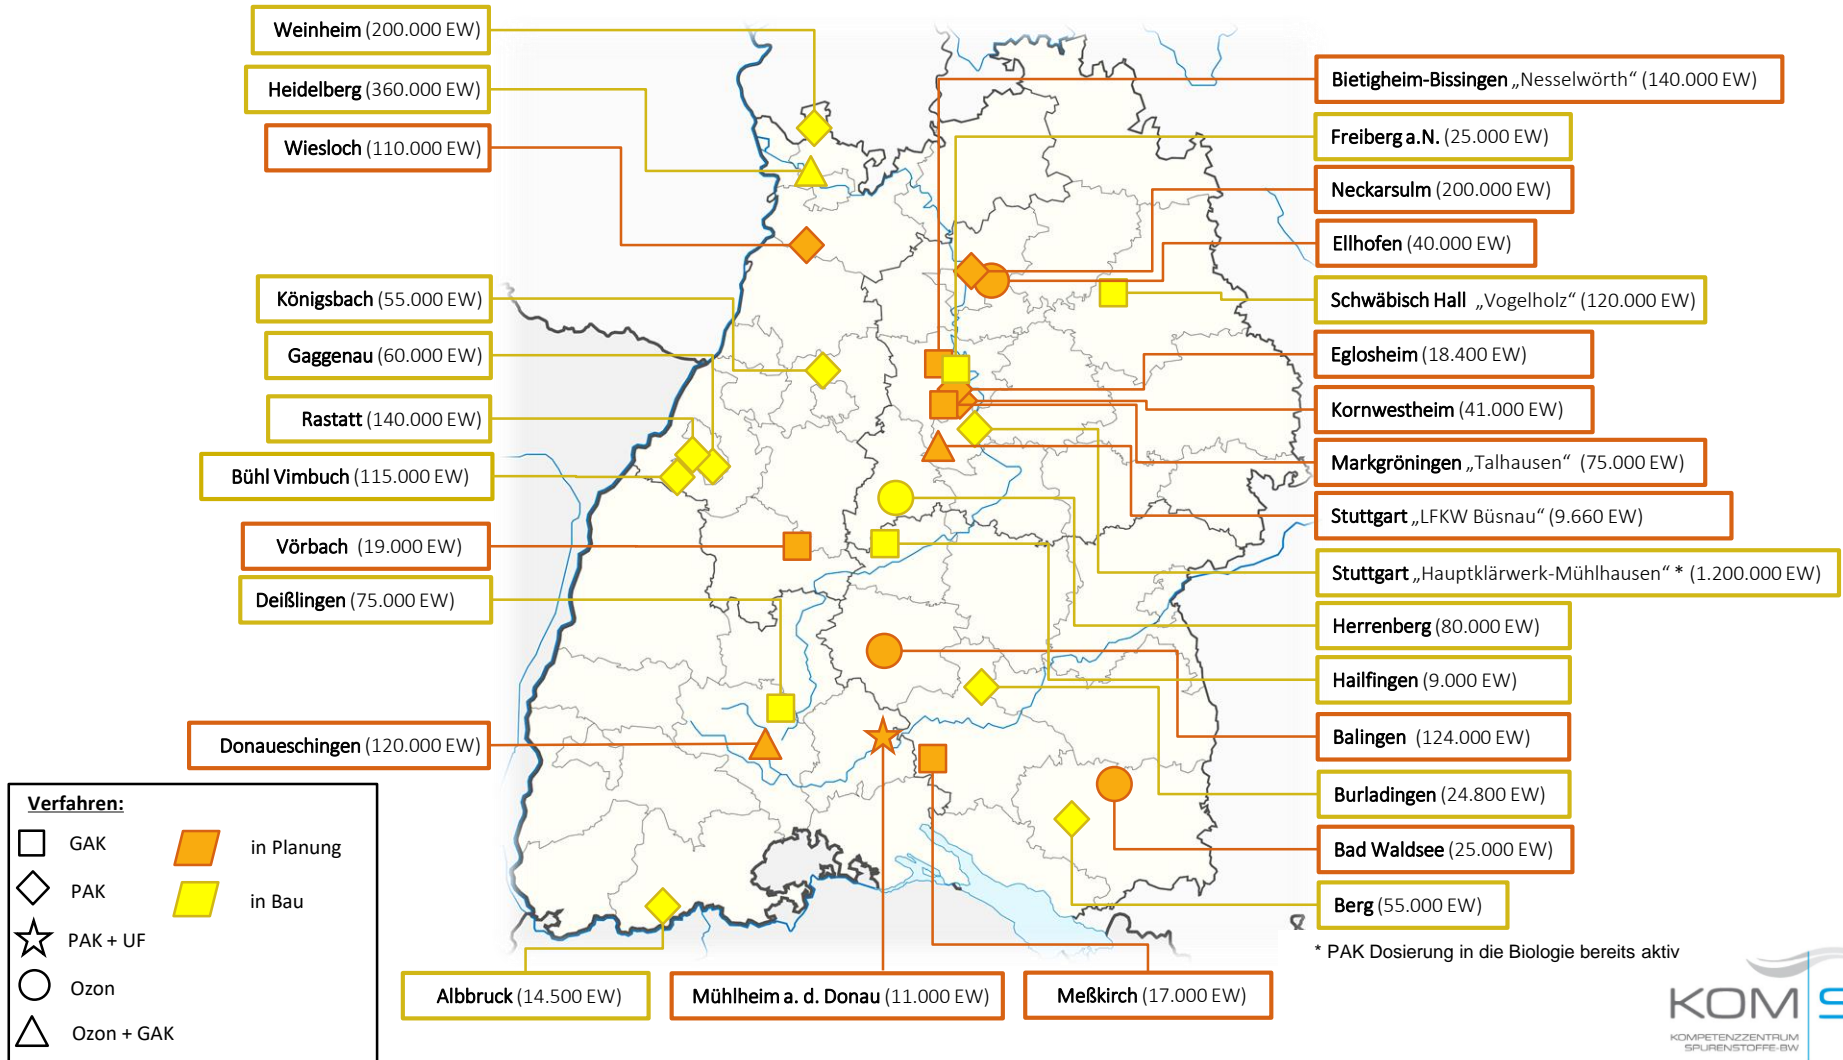 Weinheim (200.000 EW)
Heidelberg (360.000 EW)
Wiesloch (110.000 EW)
Königsbach (55.000 EW)
Gaggenau (60.000 EW)
Rastatt (140.000 EW)
Bühl Vimbuch (115.000 EW)
Vörbach (19.000 EW)
Deißlingen (75.000 EW)
Donaueschingen (120.000 EW)
Bietigheim-Bissingen „Nesselwörth“ (140.000 EW)
Freiberg a.N. (25.000 EW)
Neckarsulm (200.000 EW)
Ellhofen (40.000 EW)
Schwäbisch Hall „Vogelholz“ (120.000 EW)
Eglosheim (18.400 EW)
Kornwestheim (41.000 EW)
Markgröningen „Talhausen“ (75.000 EW)
Stuttgart „LFKW Büsnau“ (9.660 EW)
Stuttgart „Hauptklärwerk-Mühlhausen“ * (1.200.000 EW)
Herrenberg (80.000 EW)
Hailfingen (9.000 EW)
Balingen (124.000 EW)
Burladingen (24.800 EW)
Bad Waldsee (25.000 EW)
Berg (55.000 EW)
Albbruck (14.500 EW)
Mühlheim a. d. Donau (11.000 EW)
Meßkirch (17.000 EW)
Verfahren:
GAK
PAK
PAK + UF
Ozon
Ozon + GAK
in Planung
in Bau
* PAK Dosierung in die Biologie bereits aktiv
KOM S
KOMPETENZZENTRUM
SPURENSTOFFE-BW